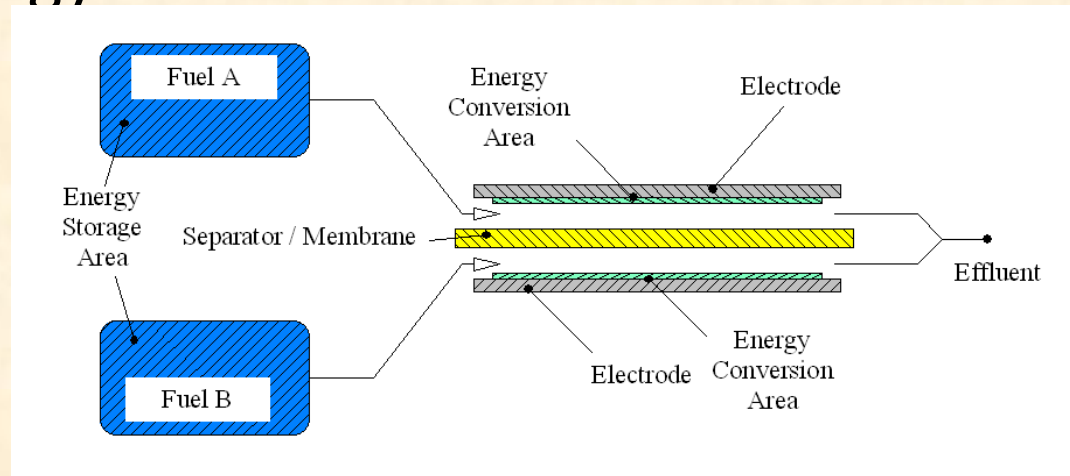 Fuel A
Energy
Conversion
Area
Electrode
Energy
Storage
Area
Separator / Membrane
Effluent
Fuel B
Electrode
Energy
Conversion
Area